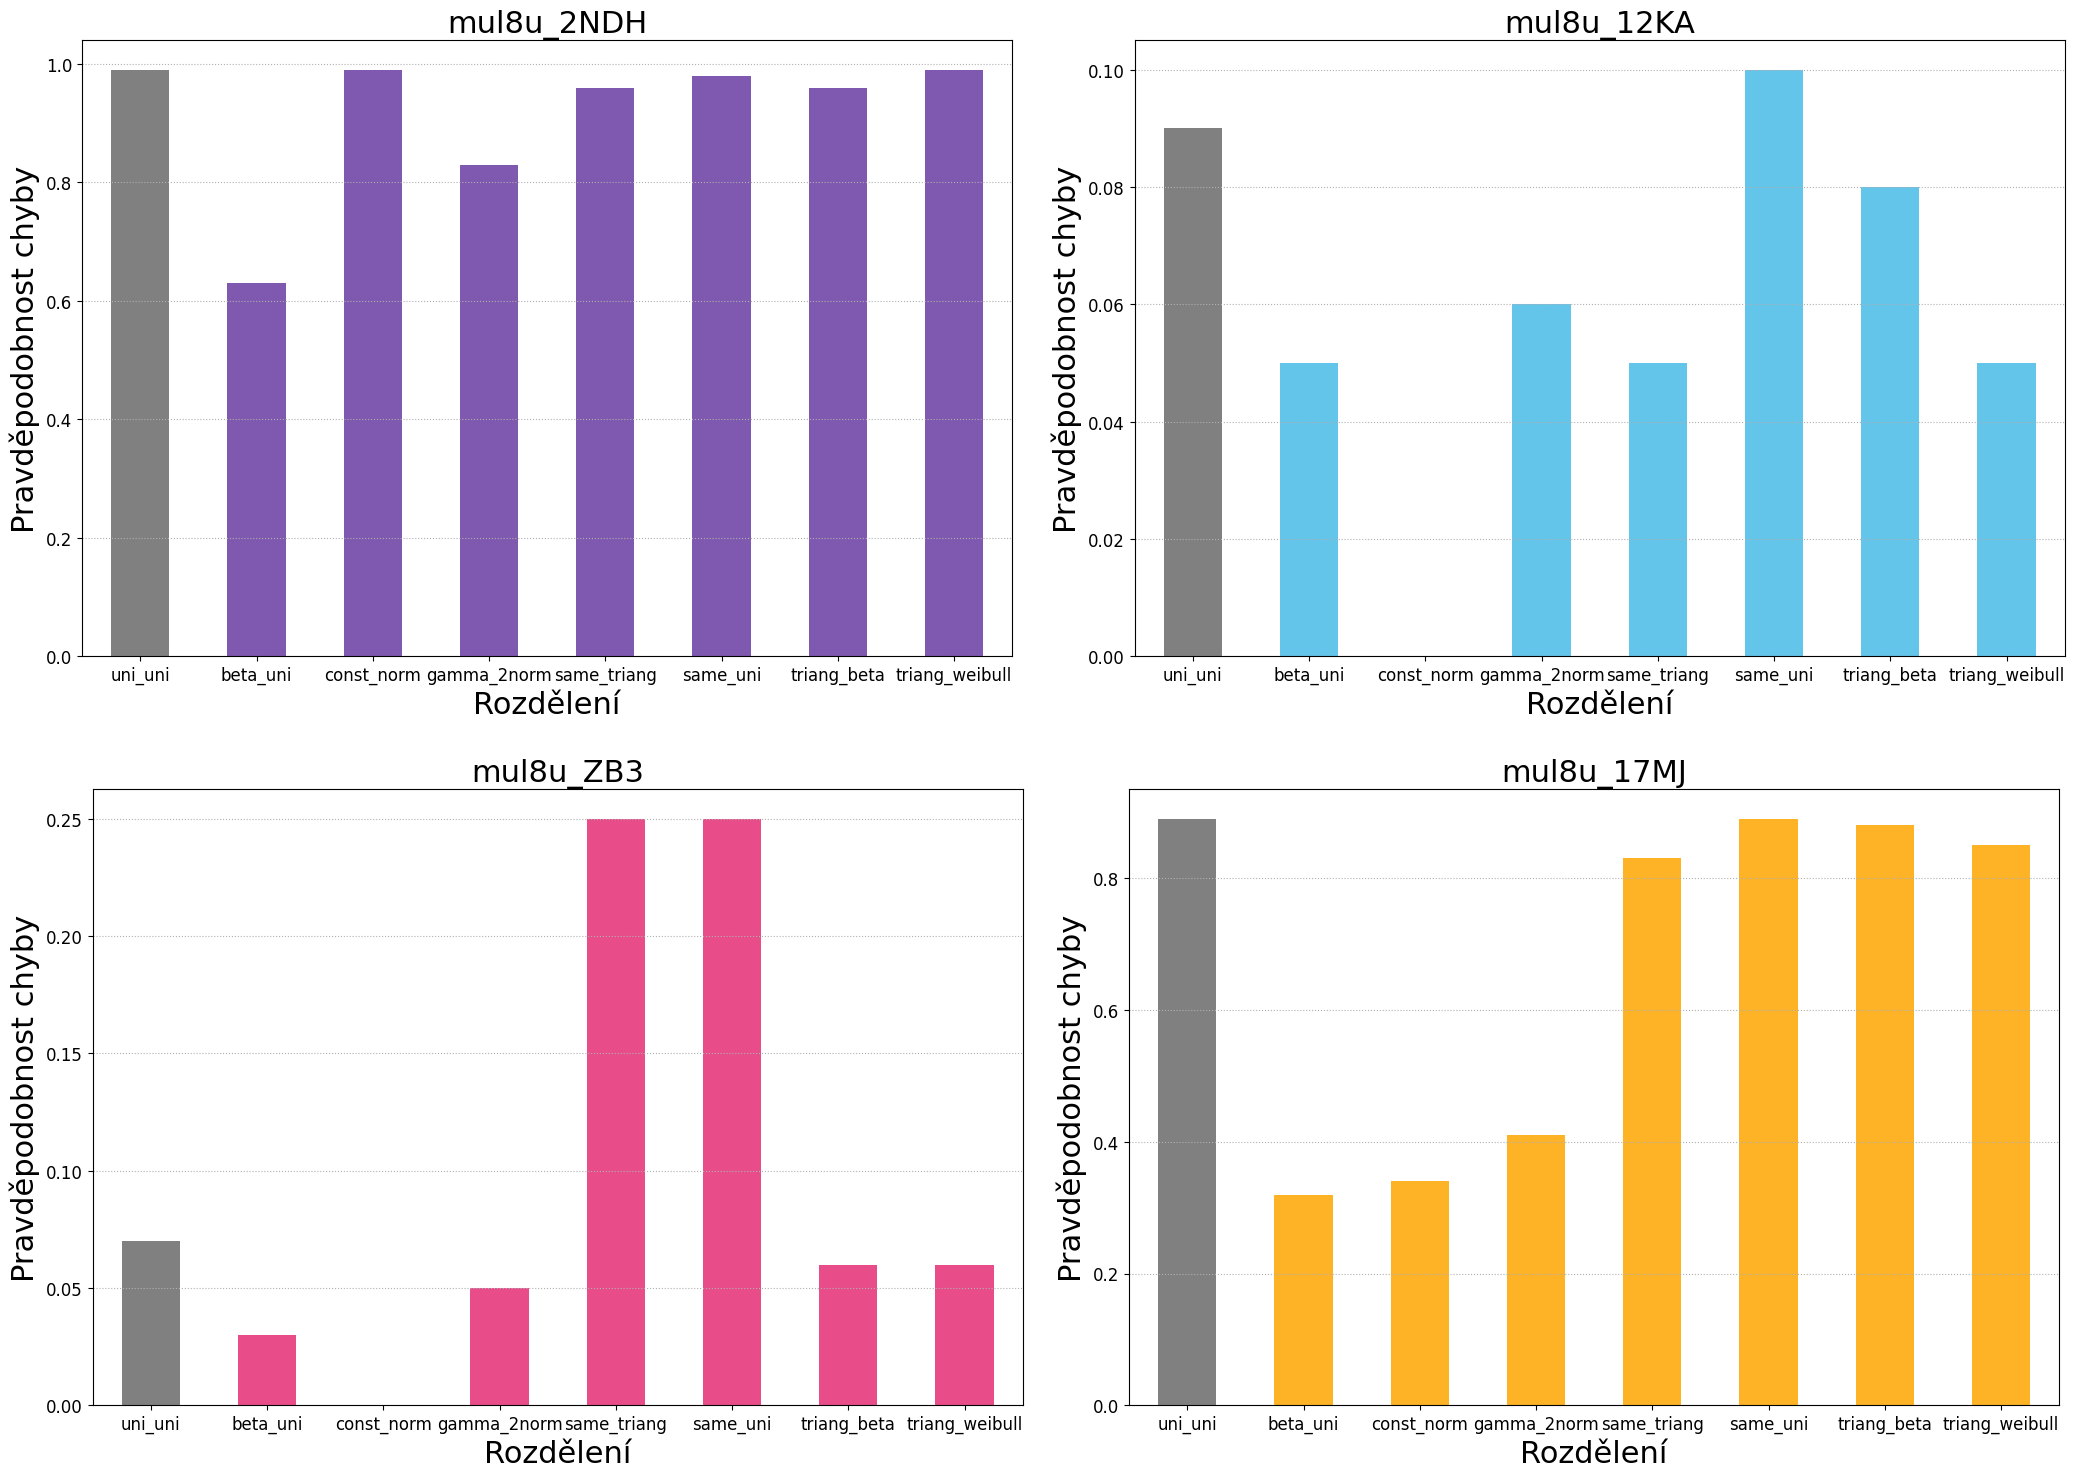 mul8u_2NDH
Pravděpodobnost chyby
1.0
0.8
0.6
0.4
0.2
0.0
uni_uni beta_uni const_norm gamma_2norm same_triang same_uni triang_beta triang_weibull
Rozdělení
mul8u_12KA
Pravděpodobnost chyby
0.10
0.08
0.06
0.04
0.02
0.00
uni_uni beta_uni const_norm gamma_2norm same_triang same_uni triang_beta triang_weibull
Rozdělení
mul8u_ZB3
Pravděpodobnost chyby
0.25
0.20
0.15
0.10
0.05
0.00
uni_uni beta_uni const_norm gamma_2norm same_triang same_uni triang_beta triang_weibull
Rozdělení
mul8u_17MJ
Pravděpodobnost chyby
0.8
0.6
0.4
0.2
0.0
uni_uni beta_uni const_norm gamma_2norm same_triang same_uni triang_beta triang_weibull
Rozdělení